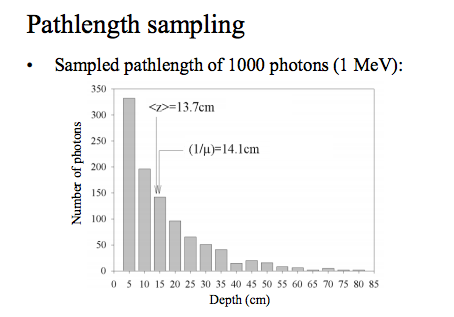 Pathlength sampling
• Sampled pathlength of 1000 photons (1 MeV):
350
300
250
200
150
100
50
0
Number of photons
<z>=13.7cm
(1/μ)=14.1cm
0 5 10 15 20 25 30 35 40 45 50 55 60 65 70 75 80 85
Depth (cm)